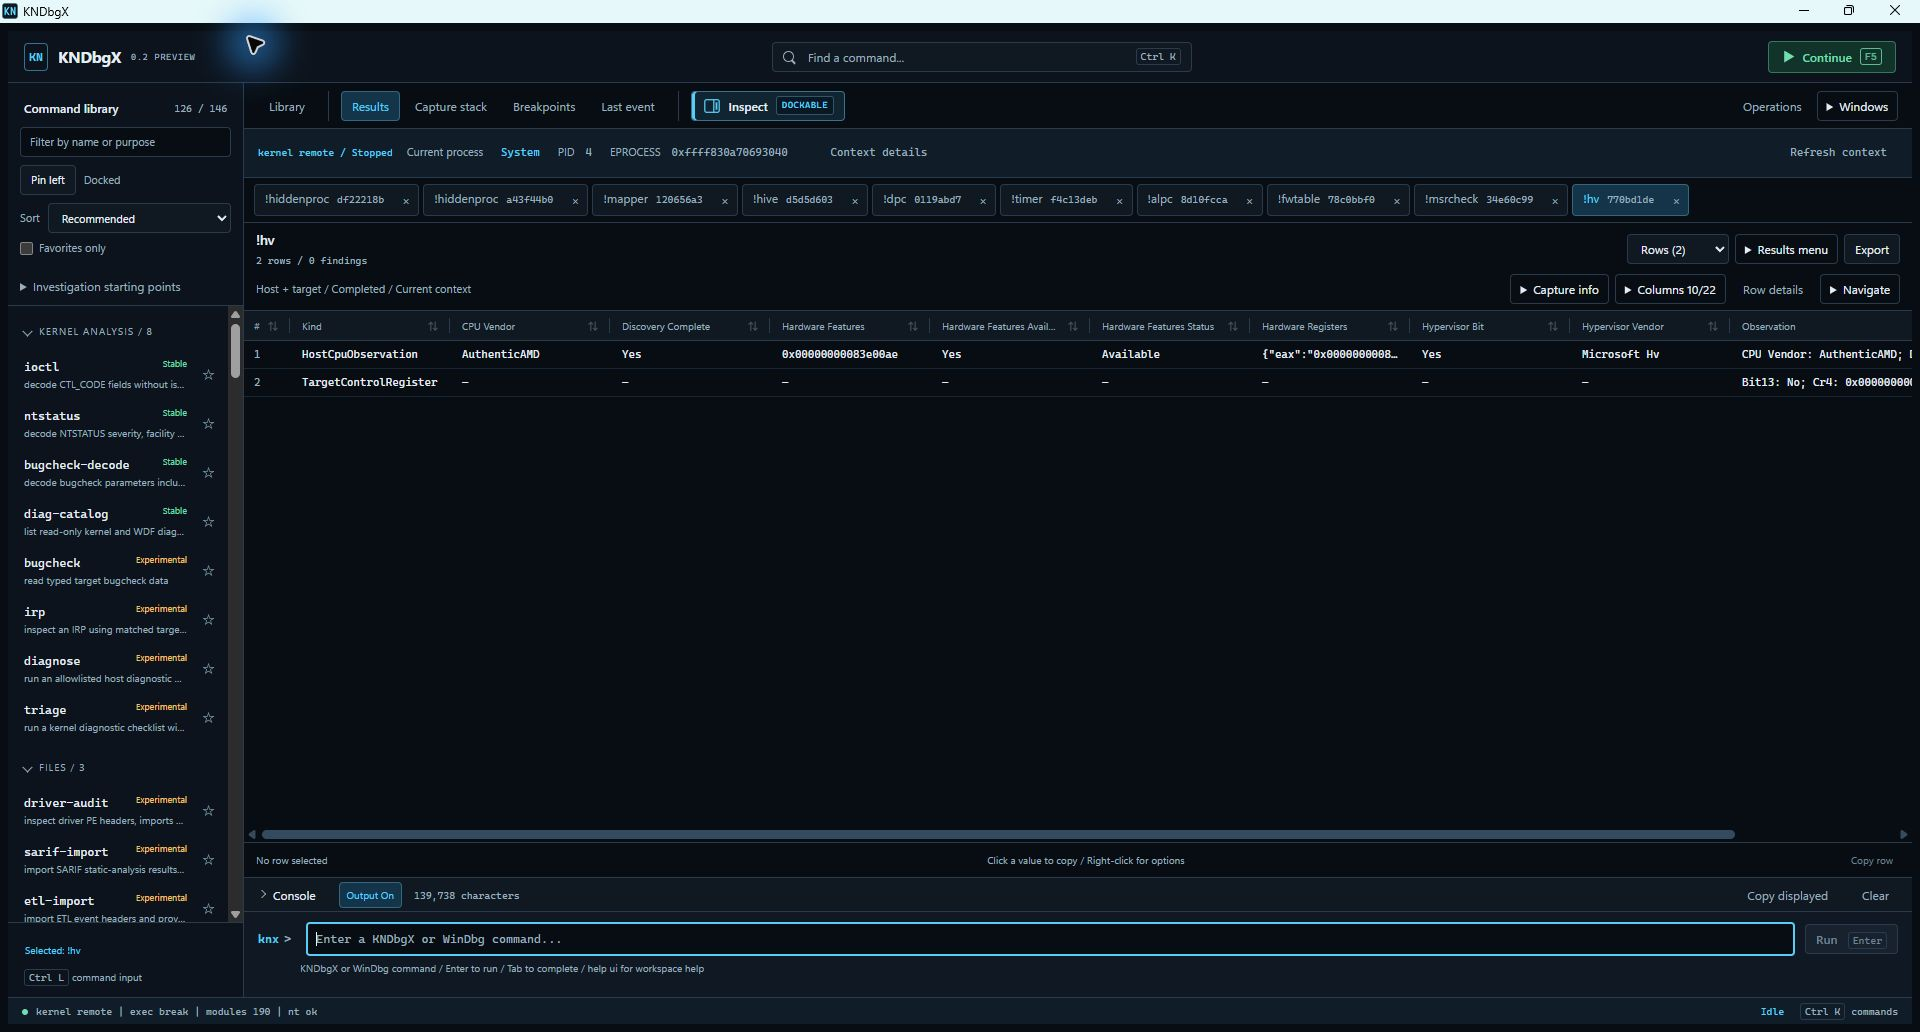 KN KNDbgX
KN KNDbgX 0.2 PREVIEW
Find a command... Ctrl K
Continue F5
Command library 126 / 146
Filter by name or purpose
Pin left Docked
Sort Recommended
Favorites only
Investigation starting points
KERNEL ANALYSIS / 8
ioctl Stable
decode CTL_CODE fields without is...
ntstatus Stable
decode NTSTATUS severity, facility ...
bugcheck-decode Stable
decode bugcheck parameters inclu...
diag-catalog Stable
list read-only kernel and WDF diag...
bugcheck Experimental
read typed target bugcheck data
irp Experimental
inspect an IRP using matched targe...
diagnose Experimental
run an allowlisted host diagnostic ...
triage Experimental
run a kernel diagnostic checklist wi...
FILES / 3
driver-audit Experimental
inspect driver PE headers, imports ...
sarif-import Experimental
import SARIF static-analysis results...
etl-import Experimental
import ETL event headers and prov...
Selected: !hv
Ctrl L command input
Library Results Capture stack Breakpoints Last event Inspect DOCKABLE Operations Windows
kernel remote / Stopped Current process System PID 4 EPROCESS 0xffff830a70693040 Context details Refresh context
!hiddenproc df22218b × !hiddenproc a43f44b0 × !mapper 120656a3 × !hive d5d5d603 × !dpc 0119abd7 × !timer f4c13deb × !alpc 8d10fcca × !fwtable 78c0bbf0 × !msrcheck 34e60c99 × !hv 770bd1de ×
!hv
2 rows / 0 findings
Rows (2) Results menu Export
Host + target / Completed / Current context
Capture info Columns 10/22 Row details Navigate
# Kind CPU Vendor Discovery Complete Hardware Features Hardware Features Avail... Hardware Features Status Hardware Registers Hypervisor Bit Hypervisor Vendor Observation
1 HostCpuObservation AuthenticAMD Yes 0x00000000083e00ae Yes Available {"eax":"0x0000000008… Yes Microsoft Hv CPU Vendor: AuthenticAMD;
2 TargetControlRegister — — — — — — — — Bit13: No; Cr4: 0x000000000
No row selected Click a value to copy / Right-click for options Copy row
Console Output On 139,738 characters Copy displayed Clear
knx > Enter a KNDbgX or WinDbg command... Run Enter
KNDbgX or WinDbg command / Enter to run / Tab to complete / help ui for workspace help
kernel remote | exec break | modules 190 | nt ok Idle Ctrl K commands